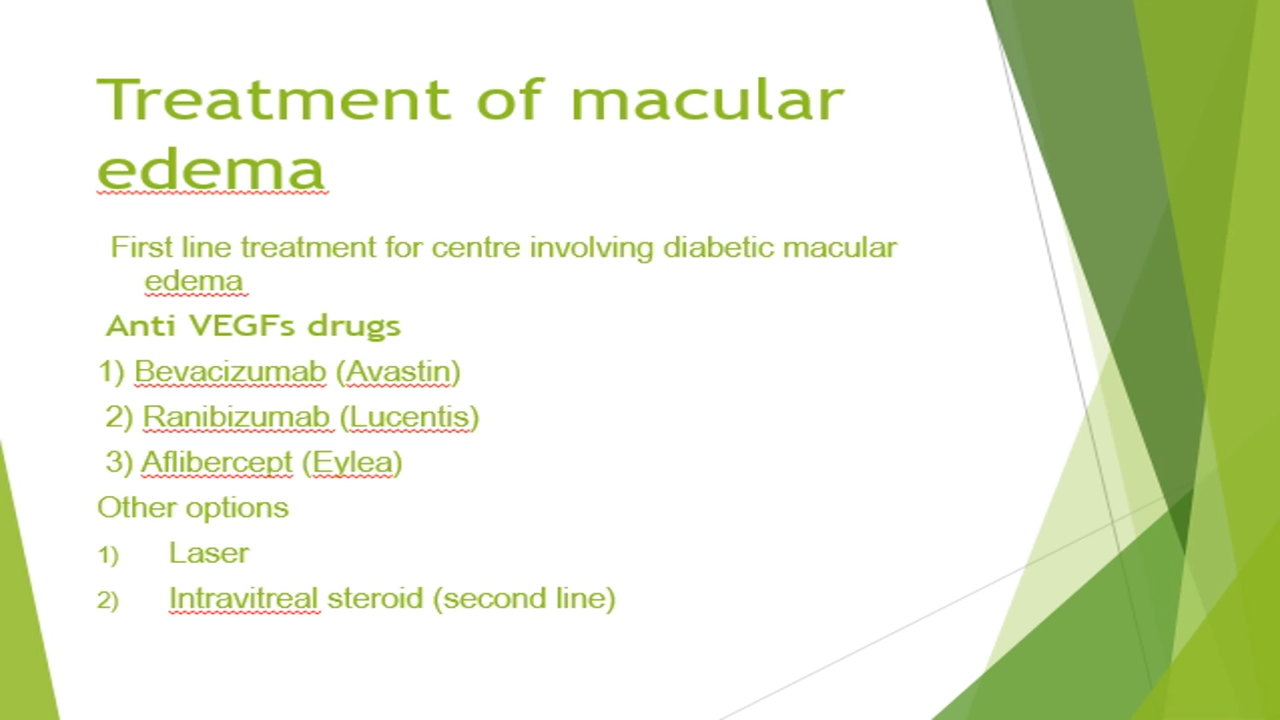 Treatment of macular
edema
First line treatment for centre involving diabetic macular
edema
Anti VEGFs drugs
1) Bevacizumab (Avastin)
2) Ranibizumab (Lucentis)
3) Aflibercept (Eylea)
Other options
1) Laser
2) Intravitreal steroid (second line)